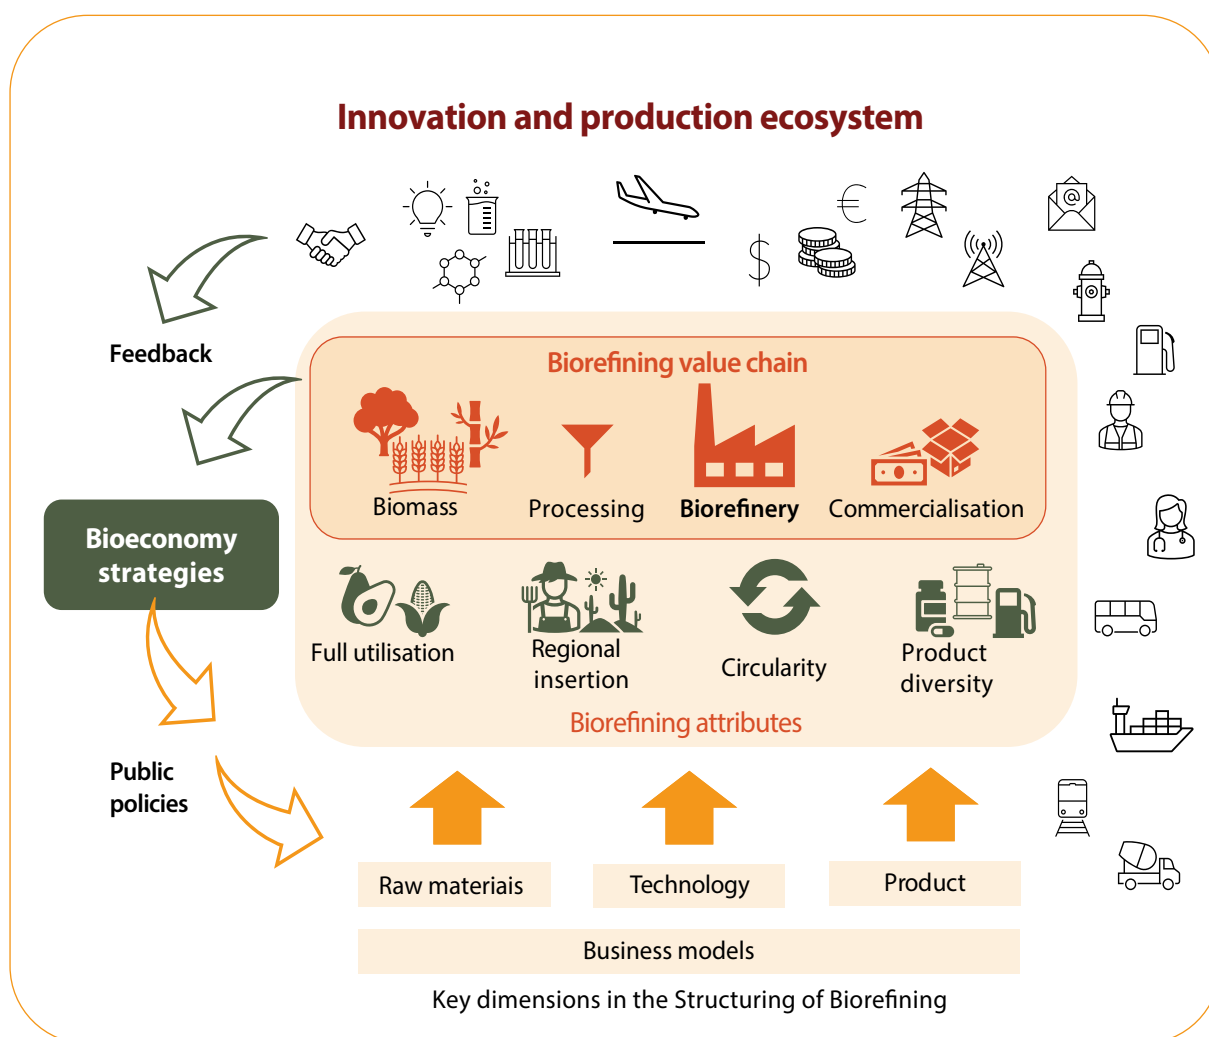 Innovation and production ecosystem
€
@
$
Feedback
Biorefining value chain
Biomass
Processing
Biorefinery
Commercialisation
Bioeconomy
strategies
Full utilisation
Regional
insertion
Circularity
Product
diversity
Biorefining attributes
Public
policies
Raw materiais
Technology
Product
Business models
Key dimensions in the Structuring of Biorefining